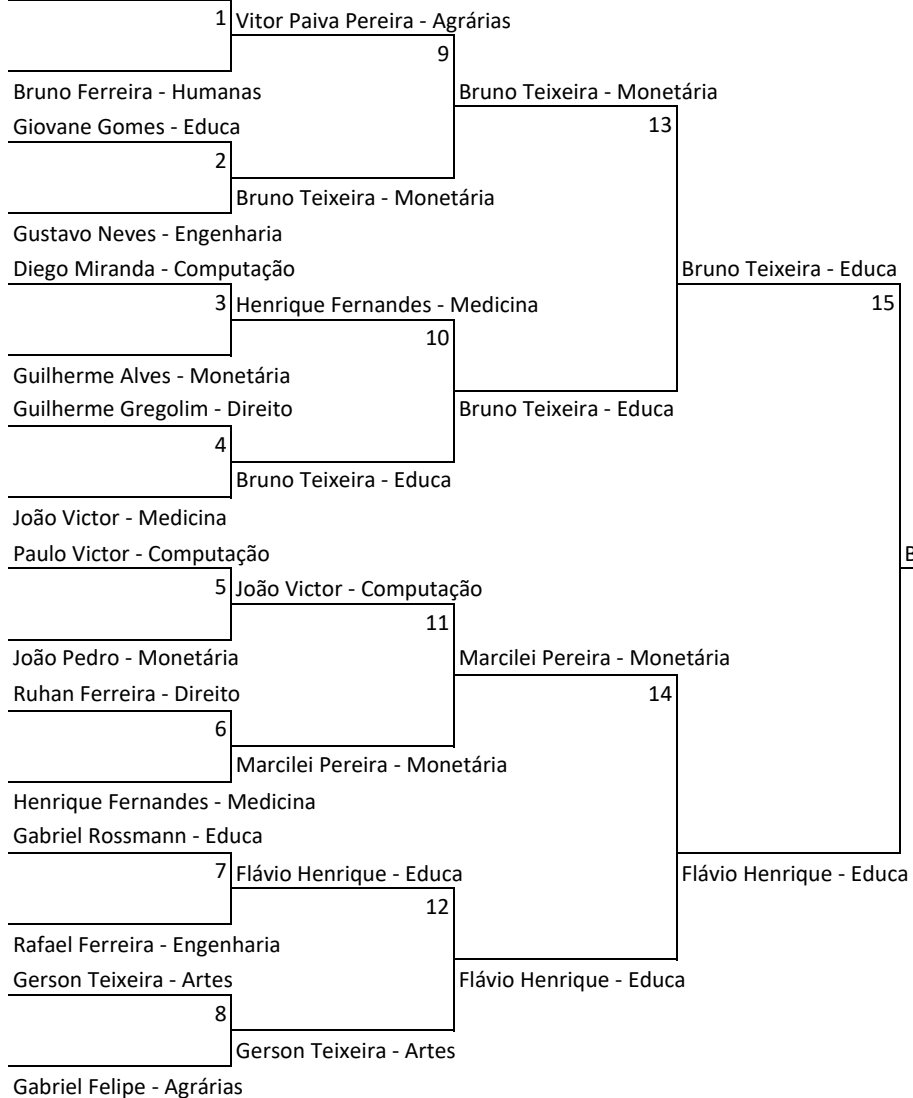 1 Vitor Paiva Pereira - Agrárias
9
Bruno Ferreira - Humanas
Bruno Teixeira - Monetária
Giovane Gomes - Educa
13
2
Bruno Teixeira - Monetária
Gustavo Neves - Engenharia
Diego Miranda - Computação
Bruno Teixeira - Educa
3 Henrique Fernandes - Medicina
15
10
Guilherme Alves - Monetária
Guilherme Gregolim - Direito
Bruno Teixeira - Educa
4
Bruno Teixeira - Educa
João Victor - Medicina
Paulo Victor - Computação
5 João Victor - Computação
11
João Pedro - Monetária
Marcilei Pereira - Monetária
Ruhan Ferreira - Direito
14
6
Marcilei Pereira - Monetária
Henrique Fernandes - Medicina
Gabriel Rossmann - Educa
7 Flávio Henrique - Educa
Flávio Henrique - Educa
12
Rafael Ferreira - Engenharia
Gerson Teixeira - Artes
Flávio Henrique - Educa
8
Gerson Teixeira - Artes
Gabriel Felipe - Agrárias